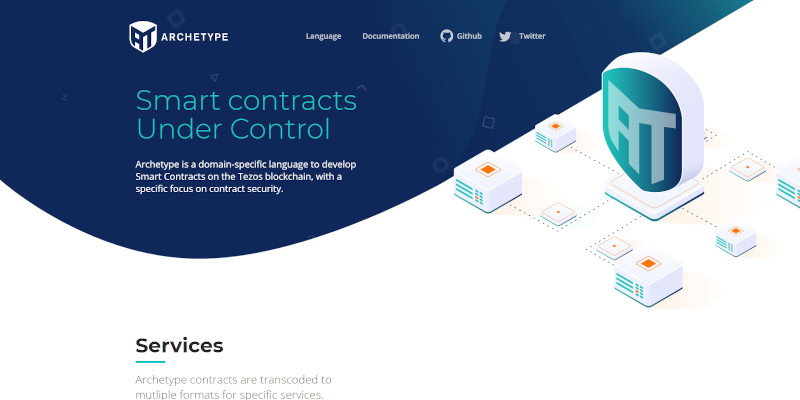 ARCHETYPE
Language Documentation Github Twitter
Smart contracts
Under Control
Archetype is a domain-specific language to develop
Smart Contracts on the Tezos blockchain, with a
specific focus on contract security.
AT
Services
Archetype contracts are transcoded to
mutliple formats for specific services.